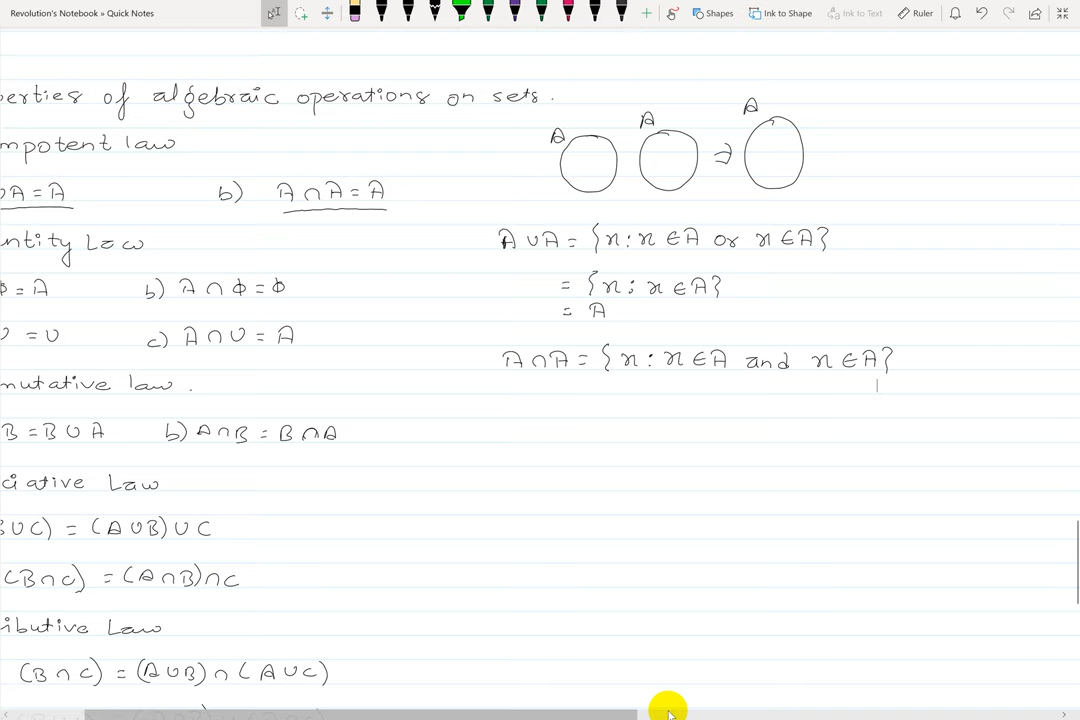 Revolution's Notebook » Quick Notes
Shapes
Ink to Shape
Ink to Text
Ruler
erties of algebraic operations on sets.
mpotent law
∪A = A
b) A ∩ A = A
ntity Law
ϕ = A
b) A ∩ ϕ = ϕ
∪ = ∪
c) A ∩ ∪ = A
mutative law.
B = B ∪ A
b) A ∩ B = B ∩ A
ciative Law
B ∪ C) = (A ∪ B) ∪ C
(B ∩ C) = (A ∩ B) ∩ C
ibutive Law
(B ∩ C) = (A ∪ B) ∩ (A ∪ C)
A
A
⇒
A
A ∪ A = {x : x ∈ A or x ∈ A}
= {x : x ∈ A}
= A
A ∩ A = {x : x ∈ A and x ∈ A}